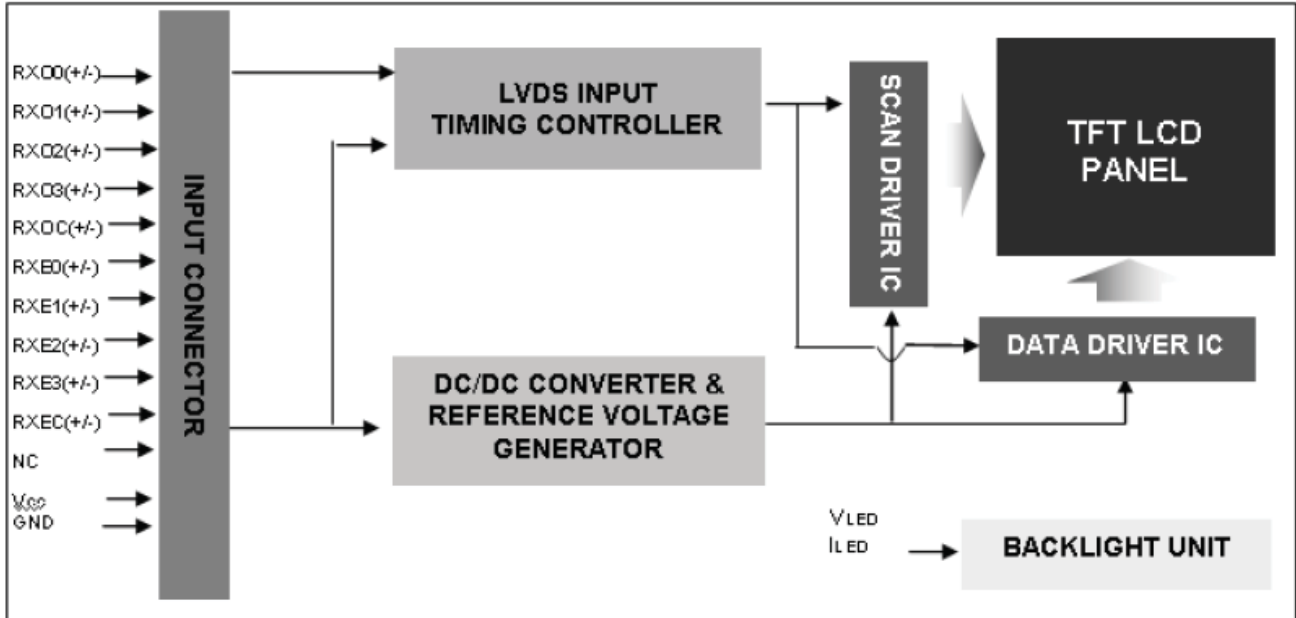 RXO0(+/-)
RXO1(+/-)
RXO2(+/-)
RXO3(+/-)
RXOC(+/-)
RXE0(+/-)
RXE1(+/-)
RXE2(+/-)
RXE3(+/-)
RXEC(+/-)
NC
Vcc
GND
INPUT CONNECTOR
LVDS INPUT
TIMING CONTROLLER
DC/DC CONVERTER &
REFERENCE VOLTAGE
GENERATOR
SCAN DRIVER IC
TFT LCD
PANEL
DATA DRIVER IC
VLED
ILED
BACKLIGHT UNIT